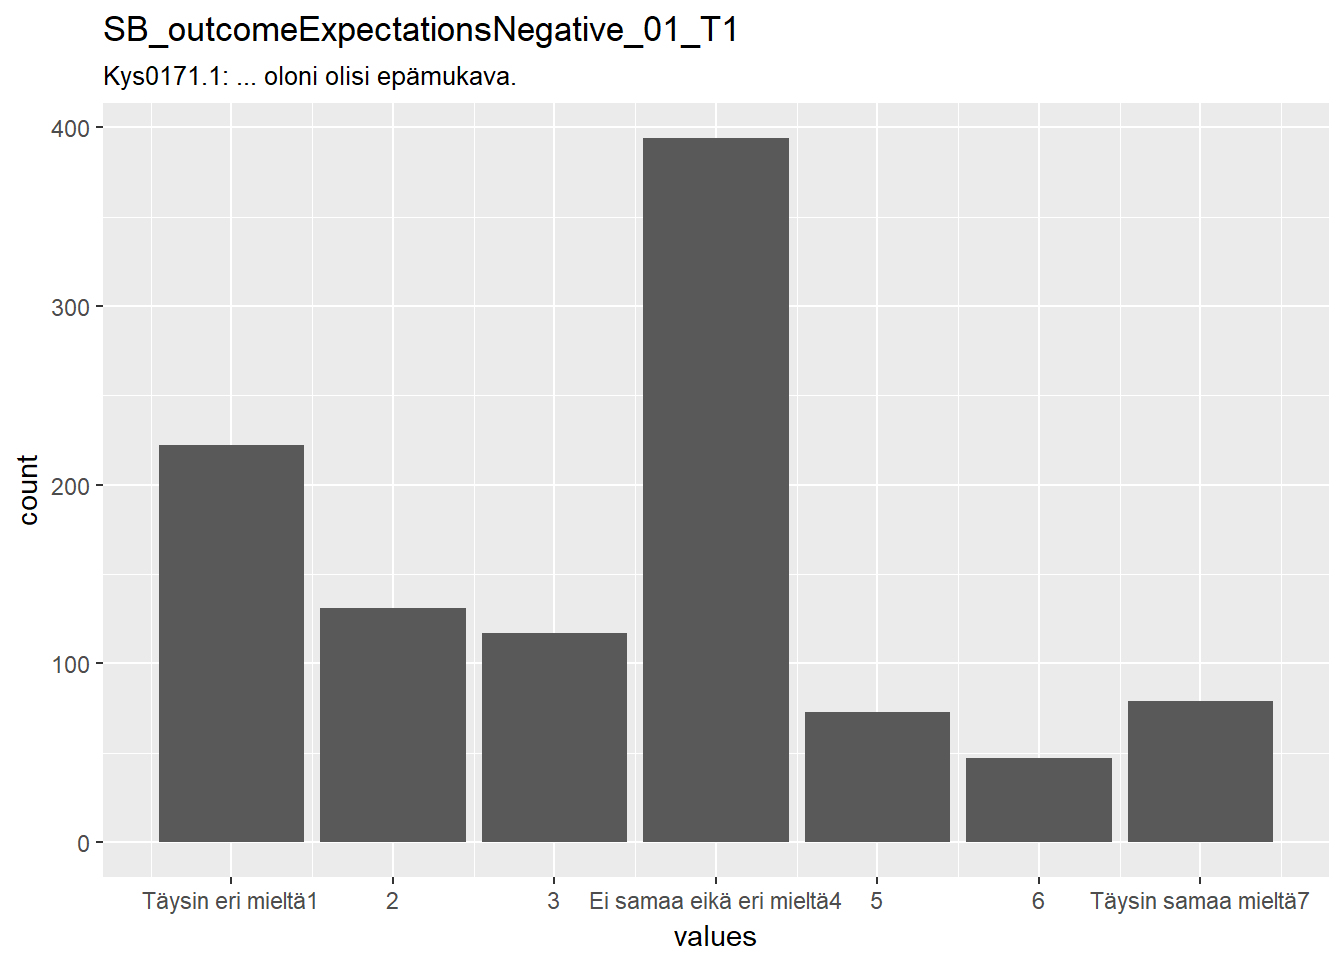 SB_outcomeExpectationsNegative_01_T1
Kys0171.1: ... oloni olisi epämukava.
400
300
200
100
0
count
Täysin eri mieltä1 2 3 Ei samaa eikä eri mieltä4 5 6 Täysin samaa mieltä7
values